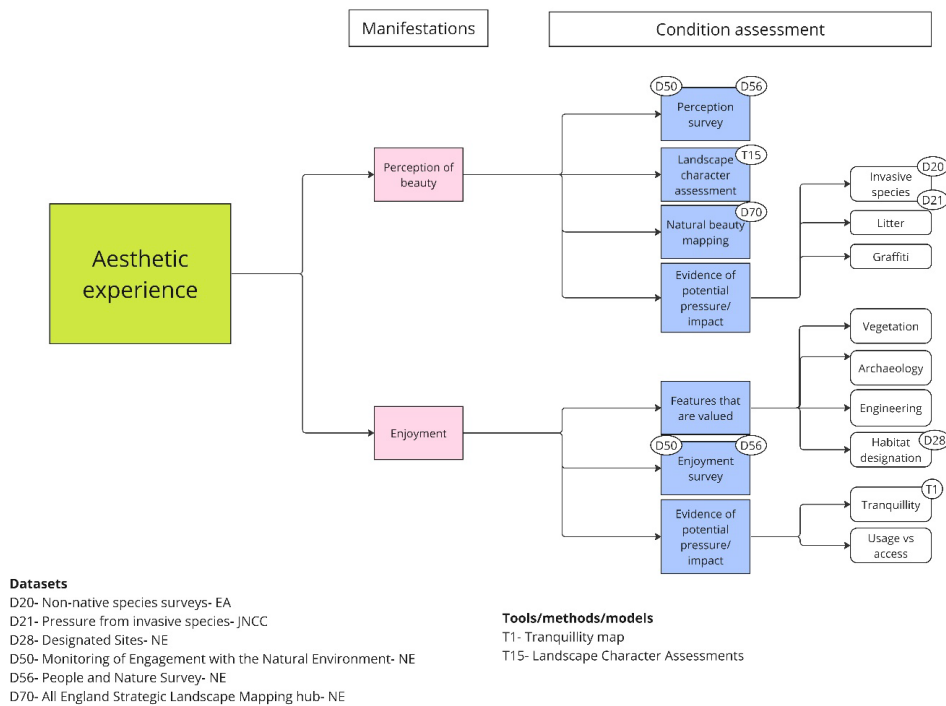 Manifestations
Condition assessment
Aesthetic
experience
Perception of
beauty
Enjoyment
D50
D56
Perception
survey
T15
Landscape
character
assessment
D70
Natural beauty
mapping
Evidence of
potential
pressure/
impact
D20
Invasive
species
D21
Litter
Graffiti
Features that
are valued
Vegetation
Archaeology
Engineering
D28
Habitat
designation
D50
D56
Enjoyment
survey
Evidence of
potential
pressure/
impact
T1
Tranquillity
Usage vs
access
Datasets
D20- Non-native species surveys- EA
D21- Pressure from invasive species- JNCC
D28- Designated Sites- NE
D50- Monitoring of Engagement with the Natural Environment- NE
D56- People and Nature Survey- NE
D70- All England Strategic Landscape Mapping hub- NE
Tools/methods/models
T1- Tranquillity map
T15- Landscape Character Assessments